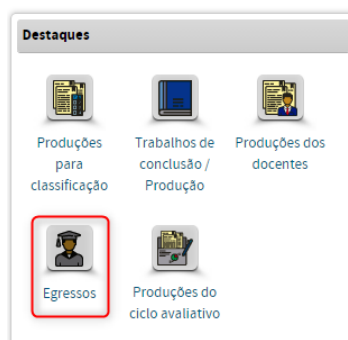 Destaques
Produções
para
classificação
Trabalhos de
conclusão /
Produção
Produções dos
docentes
Egressos
Produções do
ciclo avaliativo